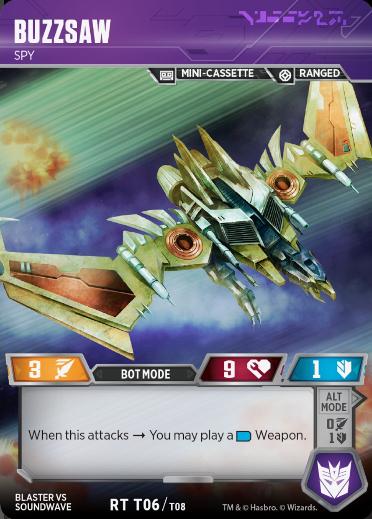 BUZZSAW
SPY
MINI-CASSETTE RANGED
3 BOT MODE 9 1
When this attacks → You may play a Weapon.
ALT
MODE
0
1
BLASTER VS
SOUNDWAVE
RT T06/T08
TM & © Hasbro. © Wizards.